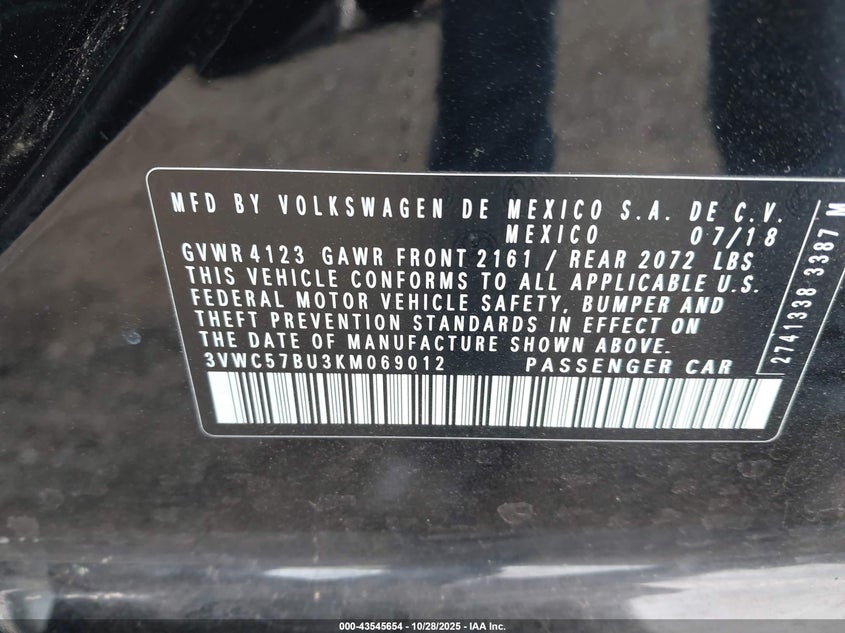 MFD BY VOLKSWAGEN DE MEXICO S.A. DE C.V.
MEXICO 07/18
GVWR 4123 GAWR FRONT 2161 / REAR 2072 LBS
THIS VEHICLE CONFORMS TO ALL APPLICABLE U.S.
FEDERAL MOTOR VEHICLE SAFETY, BUMPER AND
THEFT PREVENTION STANDARDS IN EFFECT ON
THE DATE OF MANUFACTURE SHOWN ABOVE.
3VWC57BU3KM069012 PASSENGER CAR
2741338 3387 M
000-43545654 | 10/28/2025 - IAA Inc.